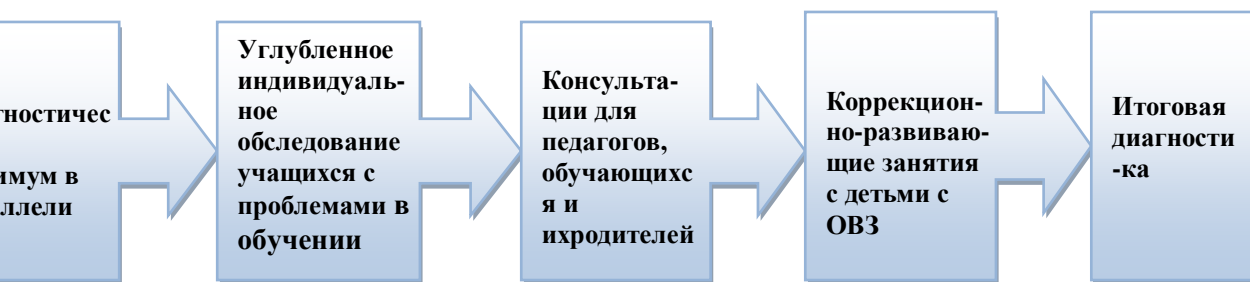 гностичес
имум в
ллели
Углубленное
индивидуаль-
ное
обследование
учащихся с
проблемами в
обучении
Консульта-
ции для
педагогов,
обучающихс
я и
ихродителей
Коррекцион-
но-развиваю-
щие занятия
с детьми с
ОВЗ
Итоговая
диагности
-ка